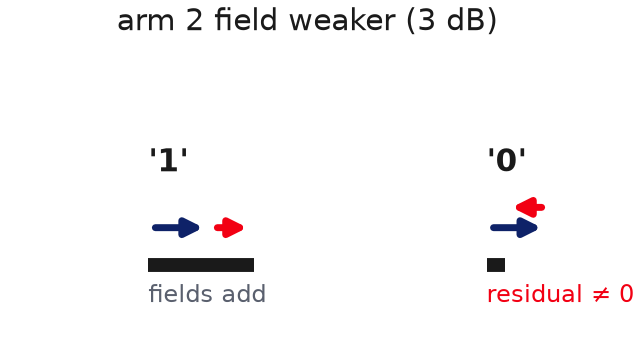 arm 2 field weaker (3 dB)
'1' '0'
fields add residual ≠ 0